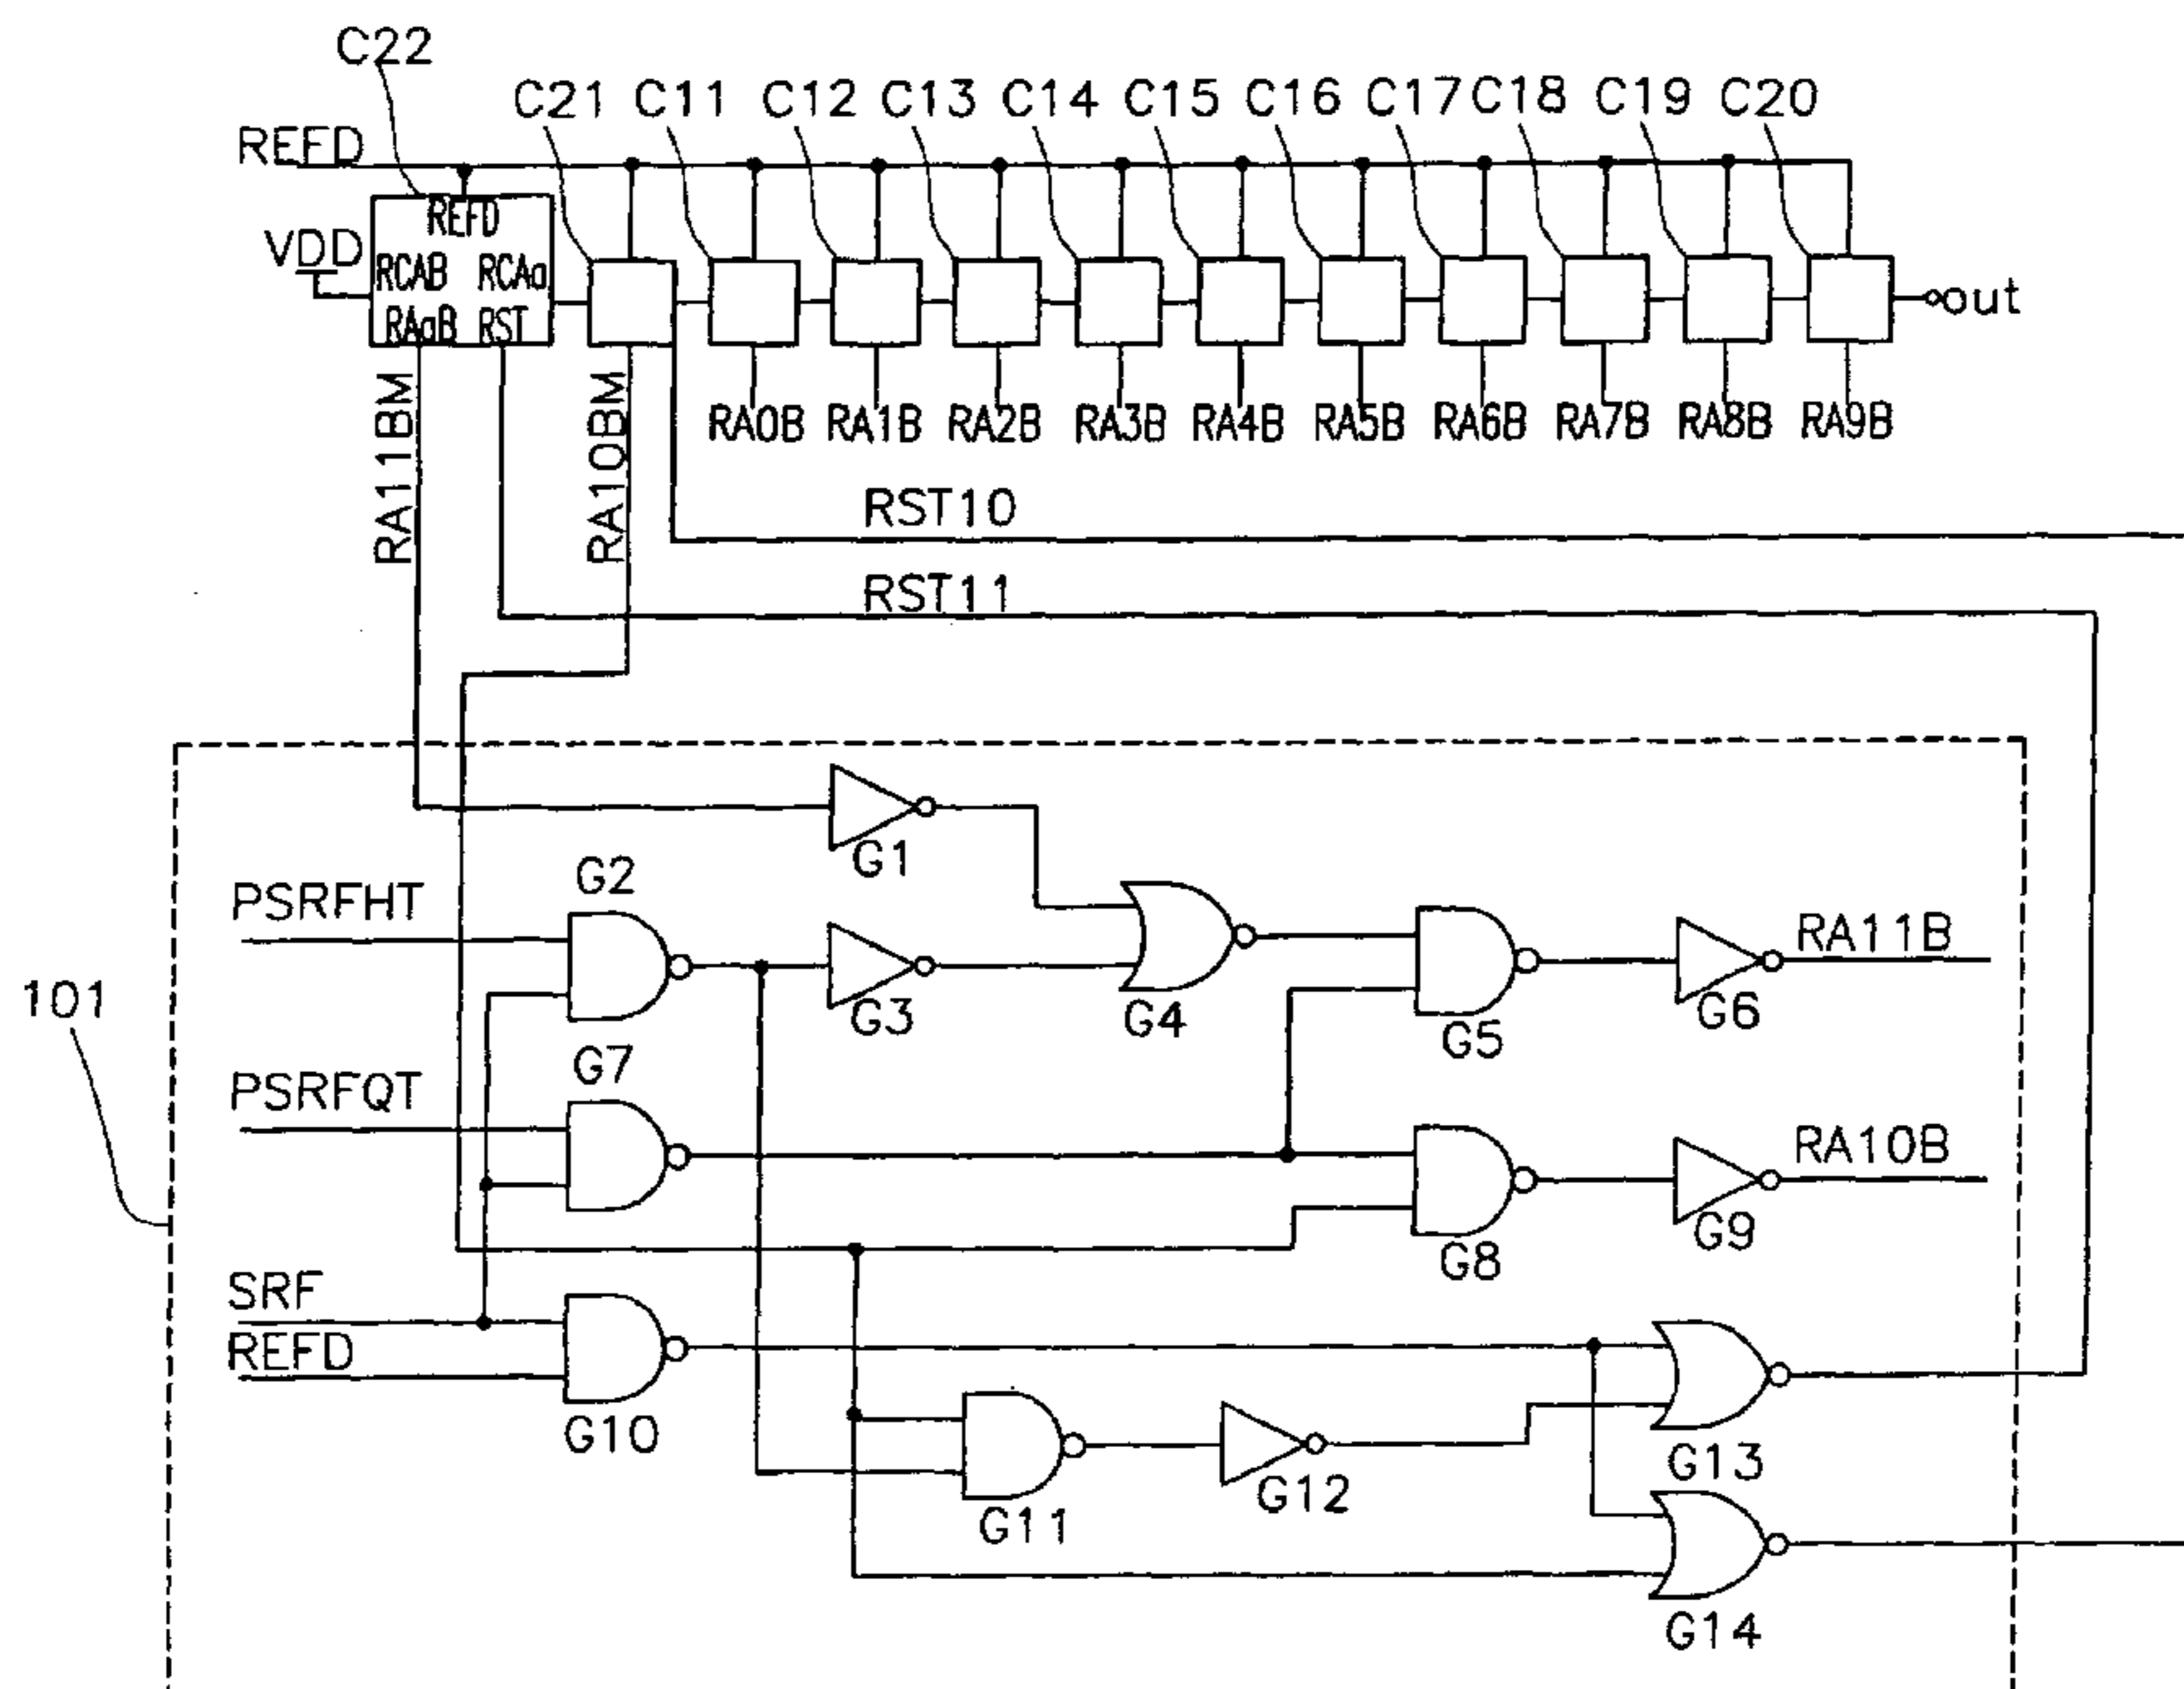 C22
C21 C11 C12 C13 C14 C15 C16 C17 C18 C19 C20
REFD
REFD
VDD
RCAB RCAa
RAaB RST
out
RA11BM
RA10BM
RA0B RA1B RA2B RA3B RA4B RA5B RA6B RA7B RA8B RA9B
RST10
RST11
G1
G2
PSRFHT
RA11B
101
G3
G4
G6
G5
G7
PSRFQT
RA10B
G9
G8
SRF
REFD
G10
G13
G12
G11
G14